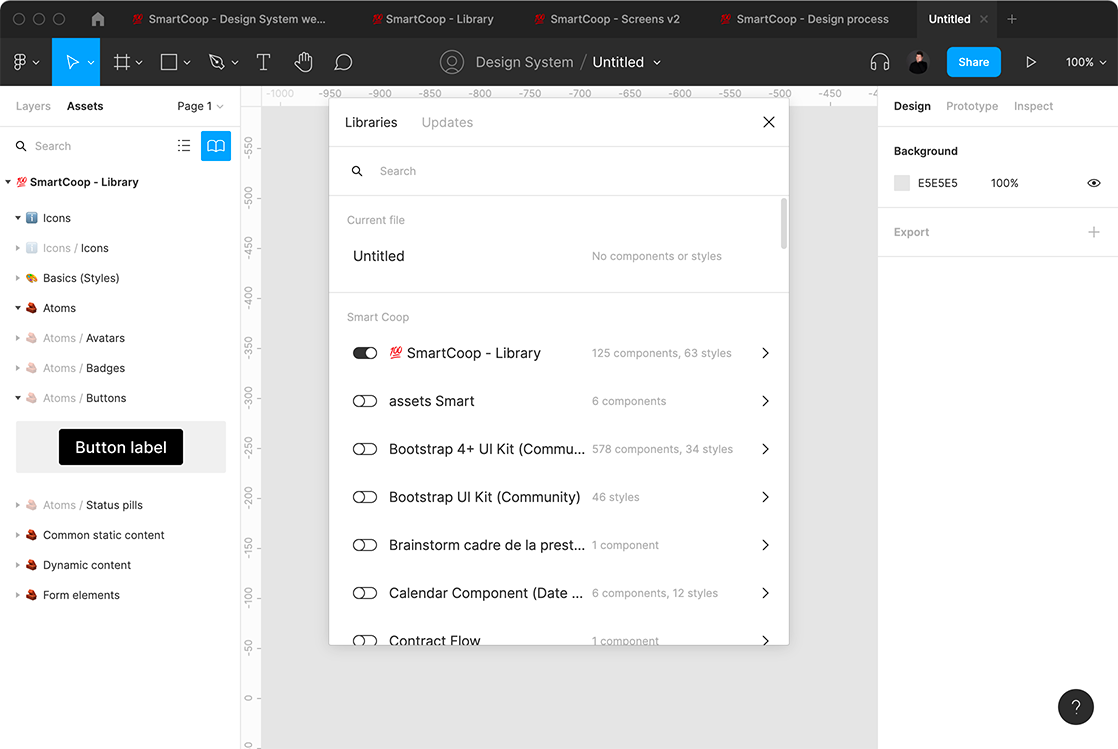 💯 SmartCoop - Design System we...
💯 SmartCoop - Library
💯 SmartCoop - Screens v2
💯 SmartCoop - Design process
Untitled
Design System / Untitled
Share
100%
Layers
Assets
Page 1
Search
💯 SmartCoop - Library
Icons
Icons / Icons
Basics (Styles)
Atoms
Atoms / Avatars
Atoms / Badges
Atoms / Buttons
Button label
Atoms / Status pills
Common static content
Dynamic content
Form elements
-1000 -950 -900 -850 -800 -750 -700 -650 -600 -550 -500 -450 -4
-550
-500
-450
-400
-350
-300
-250
-200
-150
-100
-50
0
0
Libraries
Updates
Search
Current file
Untitled
No components or styles
Smart Coop
💯 SmartCoop - Library
125 components, 63 styles
assets Smart
6 components
Bootstrap 4+ UI Kit (Commu...
578 components, 34 styles
Bootstrap UI Kit (Community)
46 styles
Brainstorm cadre de la prest...
1 component
Calendar Component (Date ...
6 components, 12 styles
Contract Flow
1 component
Design
Prototype
Inspect
Background
E5E5E5
100%
Export
?